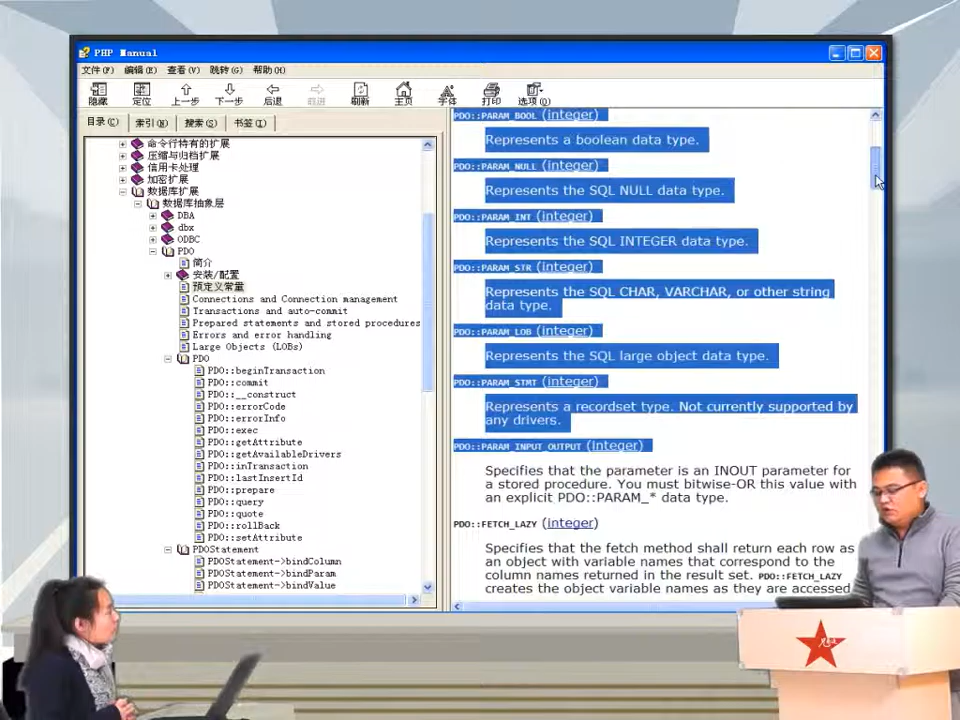 PHP Manual
文件(F) 编辑(E) 查看(V) 跳转(G) 帮助(H)
隐藏 定位 上一步 下一步 后退 前进 刷新 主页 字体 打印 选项(O)
目录(C) 索引(N) 搜索(S) 书签(I)
命令行特有的扩展
压缩与归档扩展
信用卡处理
加密扩展
数据库扩展
数据库抽象层
DBA
dbx
ODBC
PDO
简介
安装/配置
预定义常量
Connections and Connection management
Transactions and auto-commit
Prepared statements and stored procedures
Errors and error handling
Large Objects (LOBs)
PDO
PDO::beginTransaction
PDO::commit
PDO::__construct
PDO::errorCode
PDO::errorInfo
PDO::exec
PDO::getAttribute
PDO::getAvailableDrivers
PDO::inTransaction
PDO::lastInsertId
PDO::prepare
PDO::query
PDO::quote
PDO::rollBack
PDO::setAttribute
PDOStatement
PDOStatement->bindColumn
PDOStatement->bindParam
PDOStatement->bindValue
PDO::PARAM_BOOL (integer)
Represents a boolean data type.
PDO::PARAM_NULL (integer)
Represents the SQL NULL data type.
PDO::PARAM_INT (integer)
Represents the SQL INTEGER data type.
PDO::PARAM_STR (integer)
Represents the SQL CHAR, VARCHAR, or other string
data type.
PDO::PARAM_LOB (integer)
Represents the SQL large object data type.
PDO::PARAM_STMT (integer)
Represents a recordset type. Not currently supported by
any drivers.
PDO::PARAM_INPUT_OUTPUT (integer)
Specifies that the parameter is an INOUT parameter for
a stored procedure. You must bitwise-OR this value with
an explicit PDO::PARAM_* data type.
PDO::FETCH_LAZY (integer)
Specifies that the fetch method shall return each row as
an object with variable names that correspond to the
column names returned in the result set. PDO::FETCH_LAZY
creates the object variable names as they are accessed